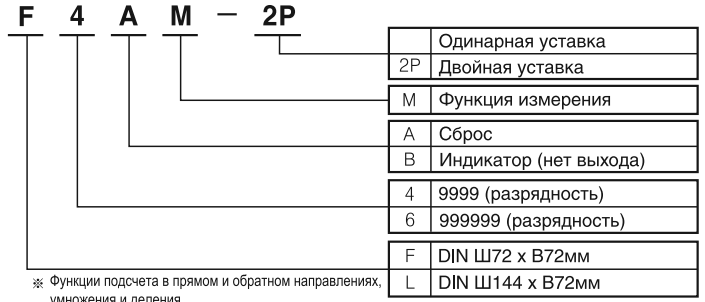 F 4 A M – 2P
Одинарная уставка
2P Двойная уставка
M Функция измерения
A Сброс
B Индикатор (нет выхода)
4 9999 (разрядность)
6 999999 (разрядность)
F DIN Ш72 x В72мм
L DIN Ш144 x В72мм
※ Функции подсчета в прямом и обратном направлениях,
умножения и деления